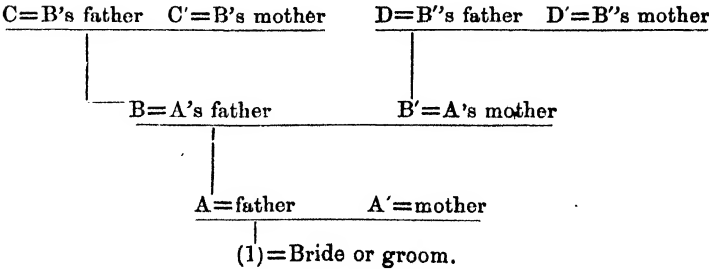 C=B's father C′=B's mother D=B′'s father D′=B′'s mother
B=A's father B′=A's mother
A=father A′=mother
(1)=Bride or groom.